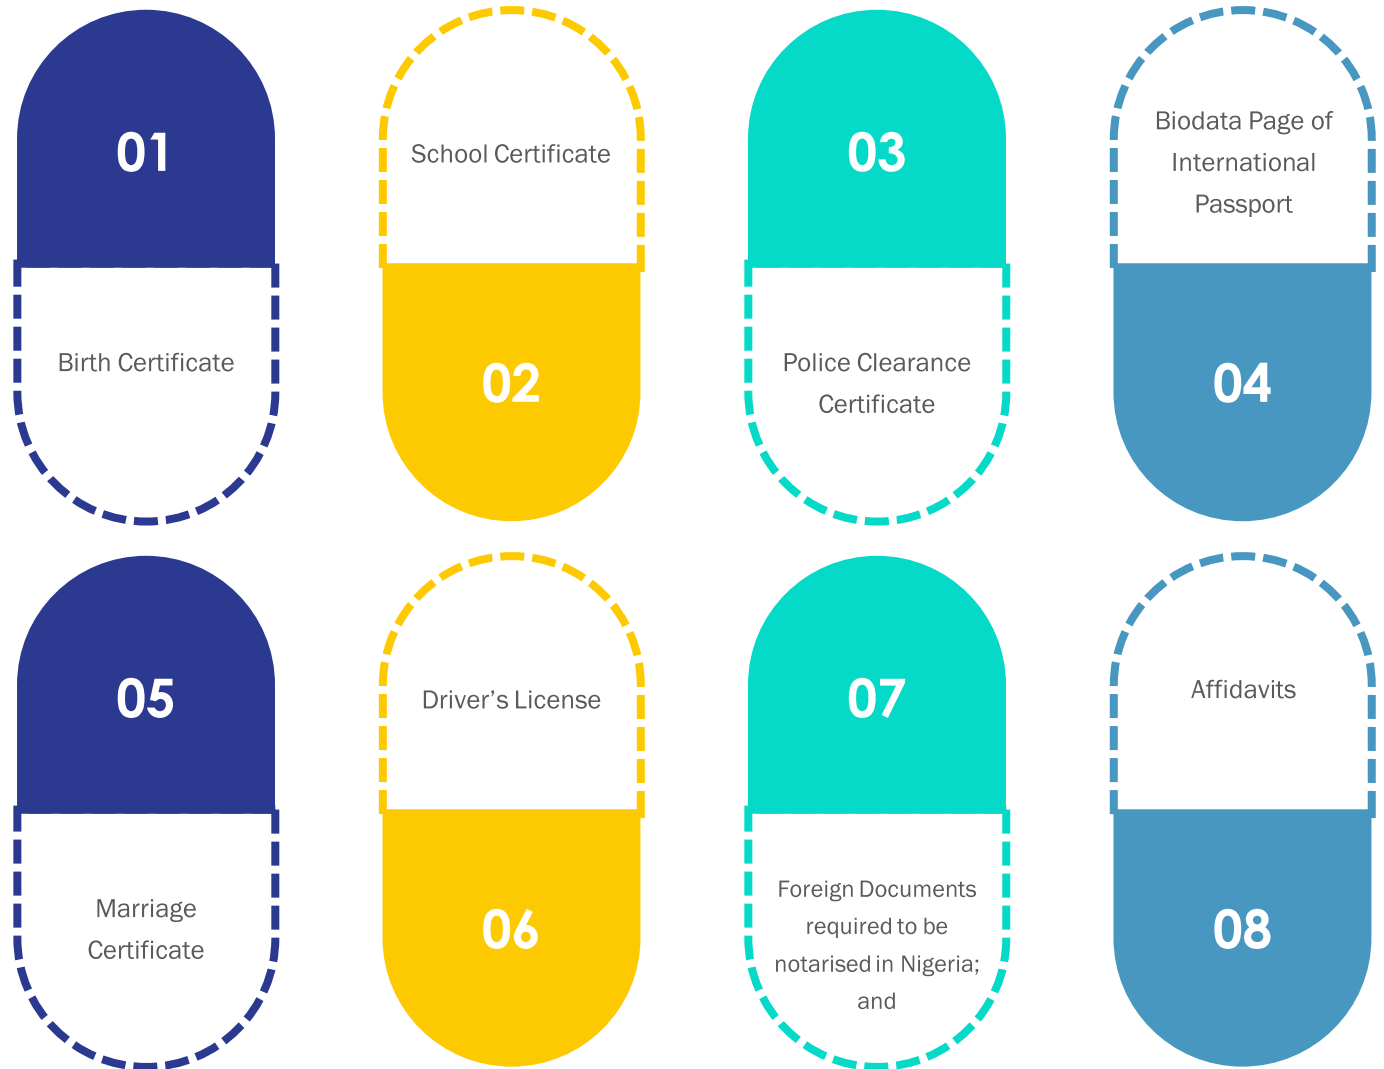 01
Birth Certificate
School Certificate
02
03
Police Clearance
Certificate
Biodata Page of
International
Passport
04
05
Marriage
Certificate
Driver’s License
06
07
Foreign Documents
required to be
notarised in Nigeria;
and
Affidavits
08